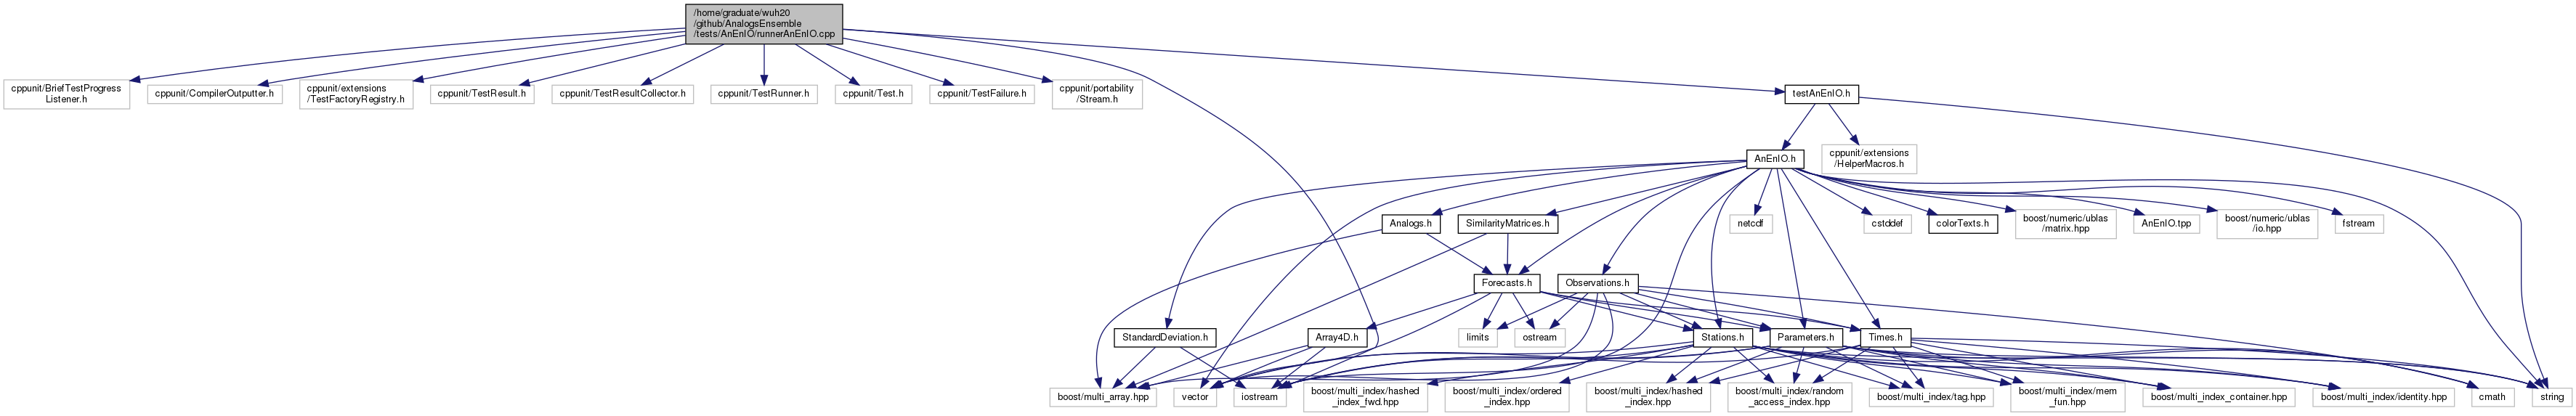 /home/graduate/wuh20
/github/AnalogsEnsemble
/tests/AnEnIO/runnerAnEnIO.cpp
cppunit/BriefTestProgress
Listener.h
cppunit/CompilerOutputter.h
cppunit/extensions
/TestFactoryRegistry.h
cppunit/TestResult.h
cppunit/TestResultCollector.h
cppunit/TestRunner.h
cppunit/Test.h
cppunit/TestFailure.h
cppunit/portability
/Stream.h
testAnEnIO.h
AnEnIO.h
cppunit/extensions
/HelperMacros.h
Analogs.h
SimilarityMatrices.h
netcdf
cstddef
colorTexts.h
boost/numeric/ublas
/matrix.hpp
AnEnIO.tpp
boost/numeric/ublas
/io.hpp
fstream
Forecasts.h
Observations.h
StandardDeviation.h
Array4D.h
limits
ostream
Stations.h
Parameters.h
Times.h
boost/multi_array.hpp
vector
iostream
boost/multi_index/hashed
_index_fwd.hpp
boost/multi_index/ordered
_index.hpp
boost/multi_index/hashed
_index.hpp
boost/multi_index/random
_access_index.hpp
boost/multi_index/tag.hpp
boost/multi_index/mem
_fun.hpp
boost/multi_index_container.hpp
boost/multi_index/identity.hpp
cmath
string